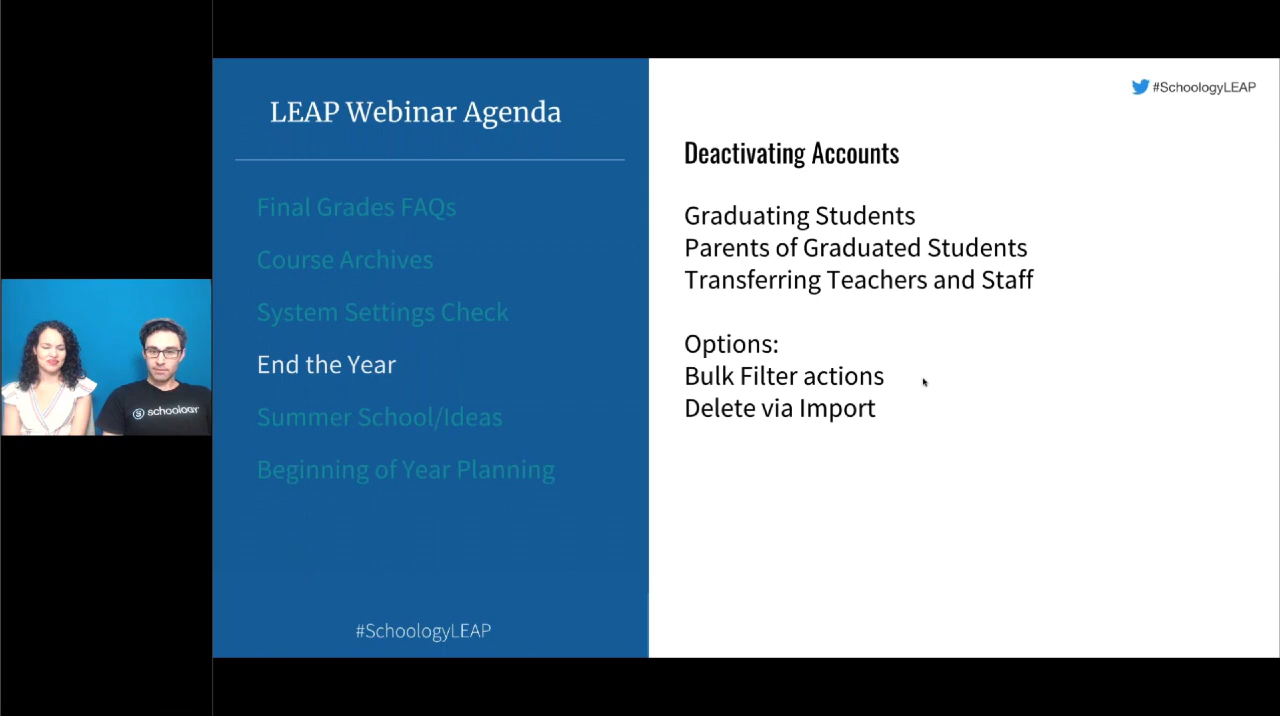 LEAP Webinar Agenda
Final Grades FAQs
Course Archives
System Settings Check
End the Year
Summer School/Ideas
Beginning of Year Planning
#SchoologyLEAP
#SchoologyLEAP
Deactivating Accounts
Graduating Students
Parents of Graduated Students
Transferring Teachers and Staff
Options:
Bulk Filter actions
Delete via Import
schoology